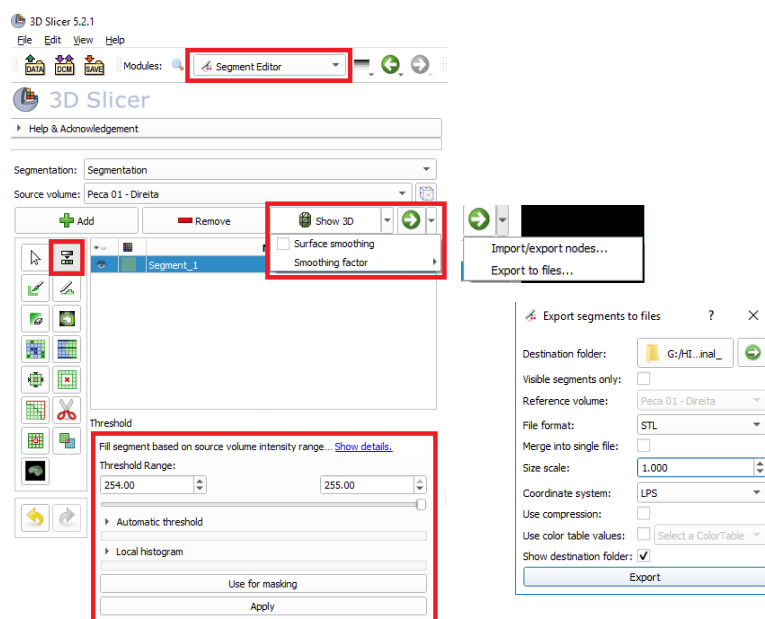 3D Slicer 5.2.1
File Edit View Help
DATA DCM SAVE Modules: Segment Editor
3D Slicer
Help & Acknowledgement
Segmentation: Segmentation
Source volume: Peca 01 - Direita
Add Remove Show 3D
Surface smoothing
Smoothing factor
Segment_1
Threshold
Fill segment based on source volume intensity range... Show details.
Threshold Range:
254.00 255.00
Automatic threshold
Local histogram
Use for masking
Apply
Import/export nodes...
Export to files...
Export segments to files ? X
Destination folder: G:/HI...inal_
Visible segments only:
Reference volume: Peca 01 - Direita
File format: STL
Merge into single file:
Size scale: 1.000
Coordinate system: LPS
Use compression:
Use color table values: Select a ColorTable
Show destination folder:
Export